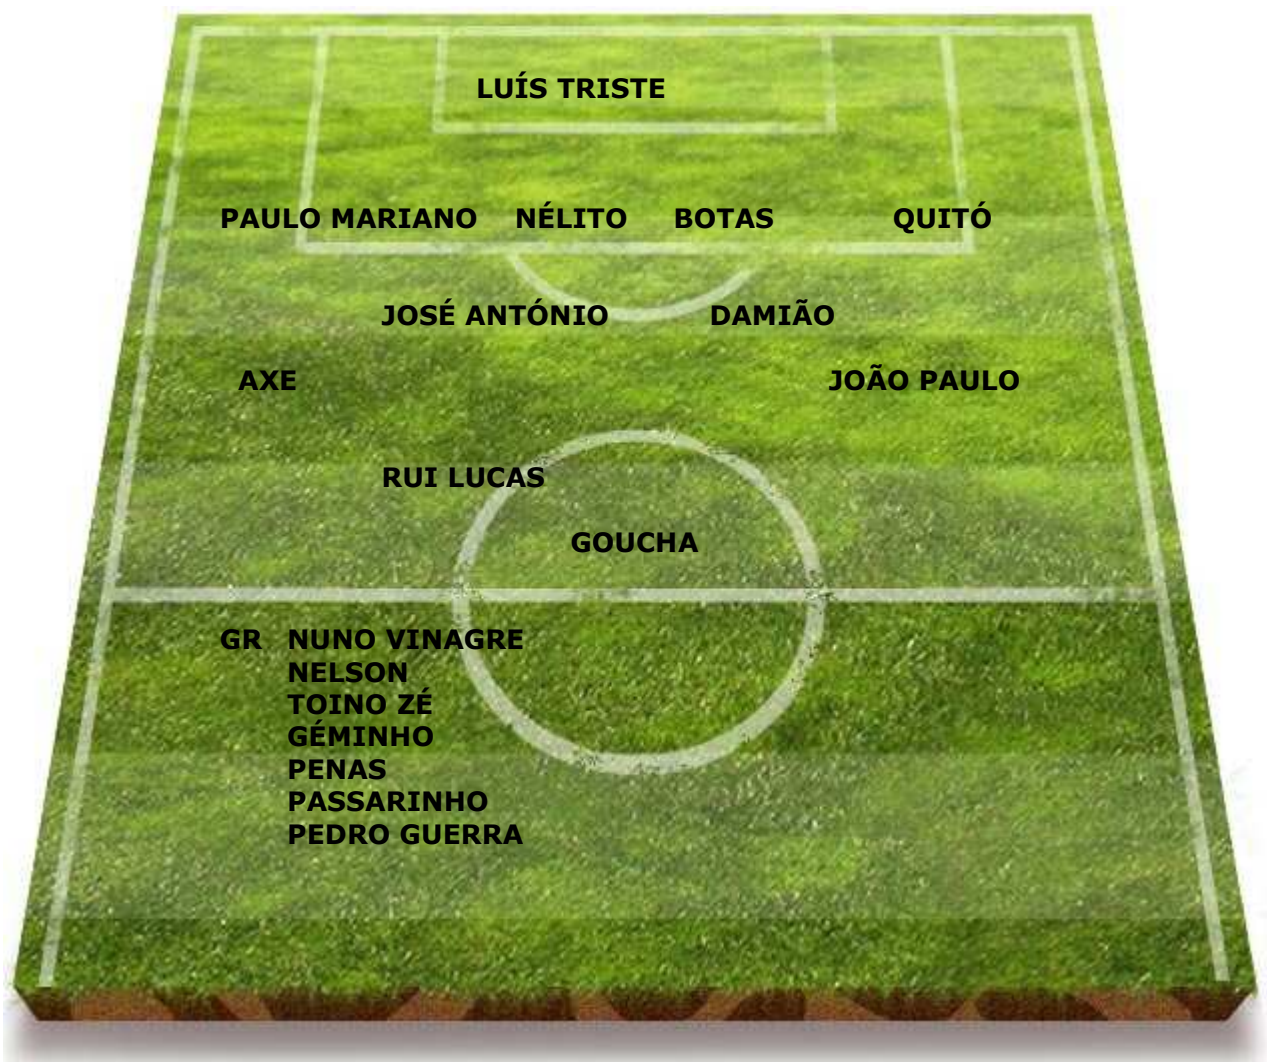 LUÍS TRISTE
PAULO MARIANO NÉLITO BOTAS QUITÓ
JOSÉ ANTÓNIO DAMIÃO
AXE JOÃO PAULO
RUI LUCAS
GOUCHA
GR NUNO VINAGRE
NELSON
TOINO ZÉ
GÉMINHO
PENAS
PASSARINHO
PEDRO GUERRA